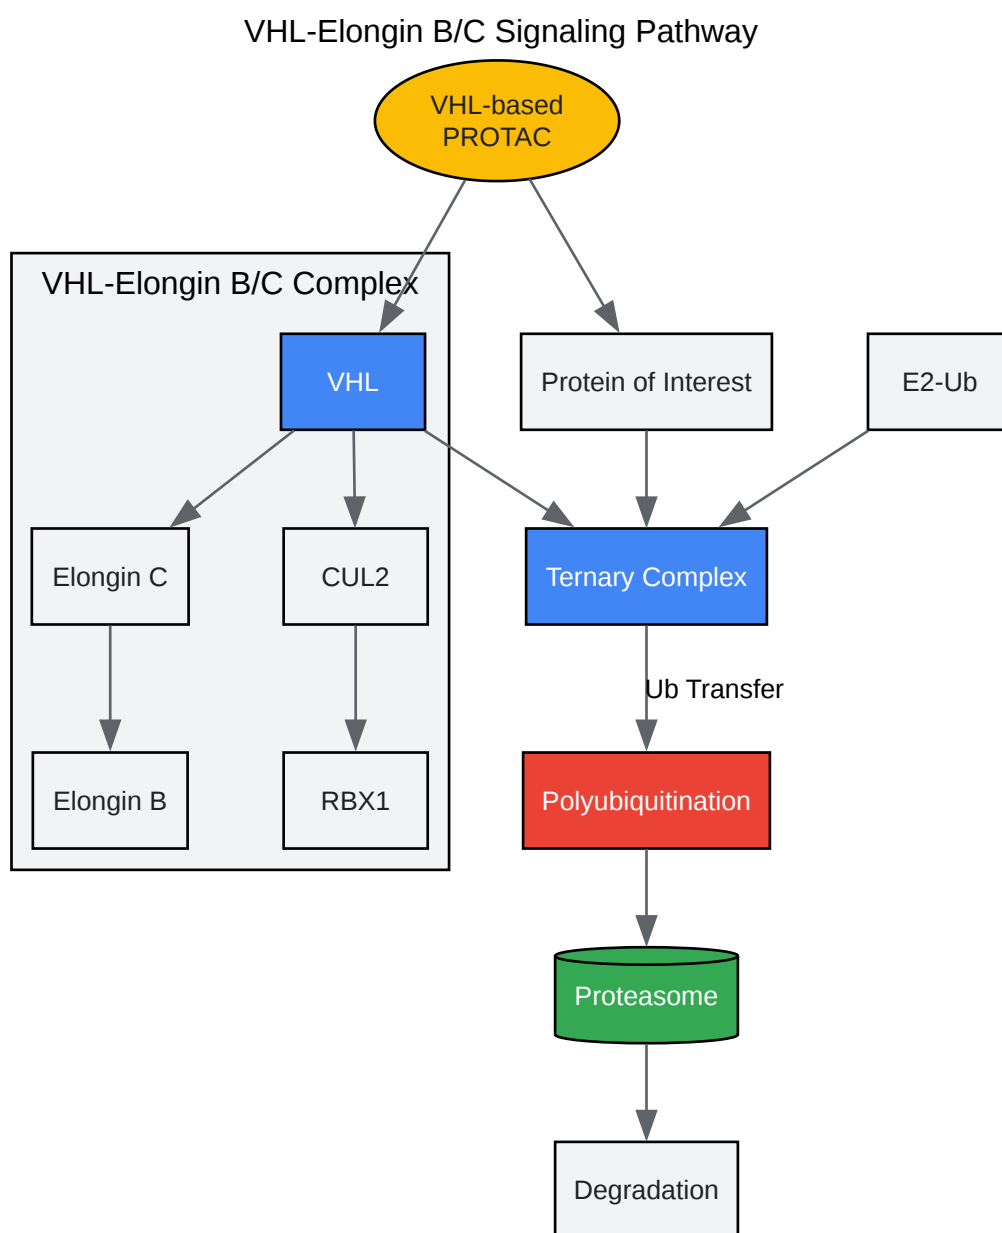 VHL-Elongin B/C Signaling Pathway
VHL-based
PROTAC
VHL-Elongin B/C Complex
VHL
Protein of Interest
E2-Ub
Elongin C
CUL2
Ternary Complex
Ub Transfer
Elongin B
RBX1
Polyubiquitination
Proteasome
Degradation